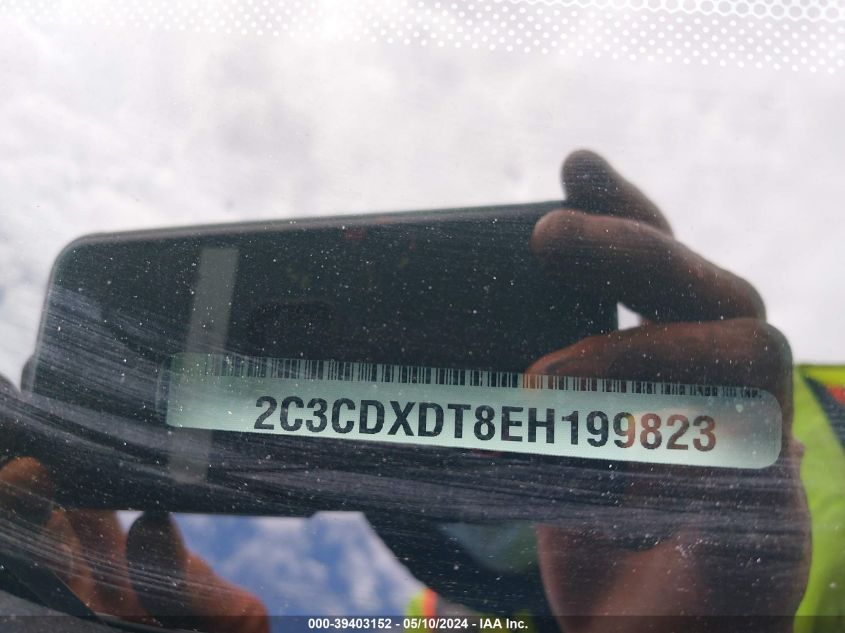 2C3CDXDT8EH199823
000-39403152 - 05/10/2024 - IAA Inc.